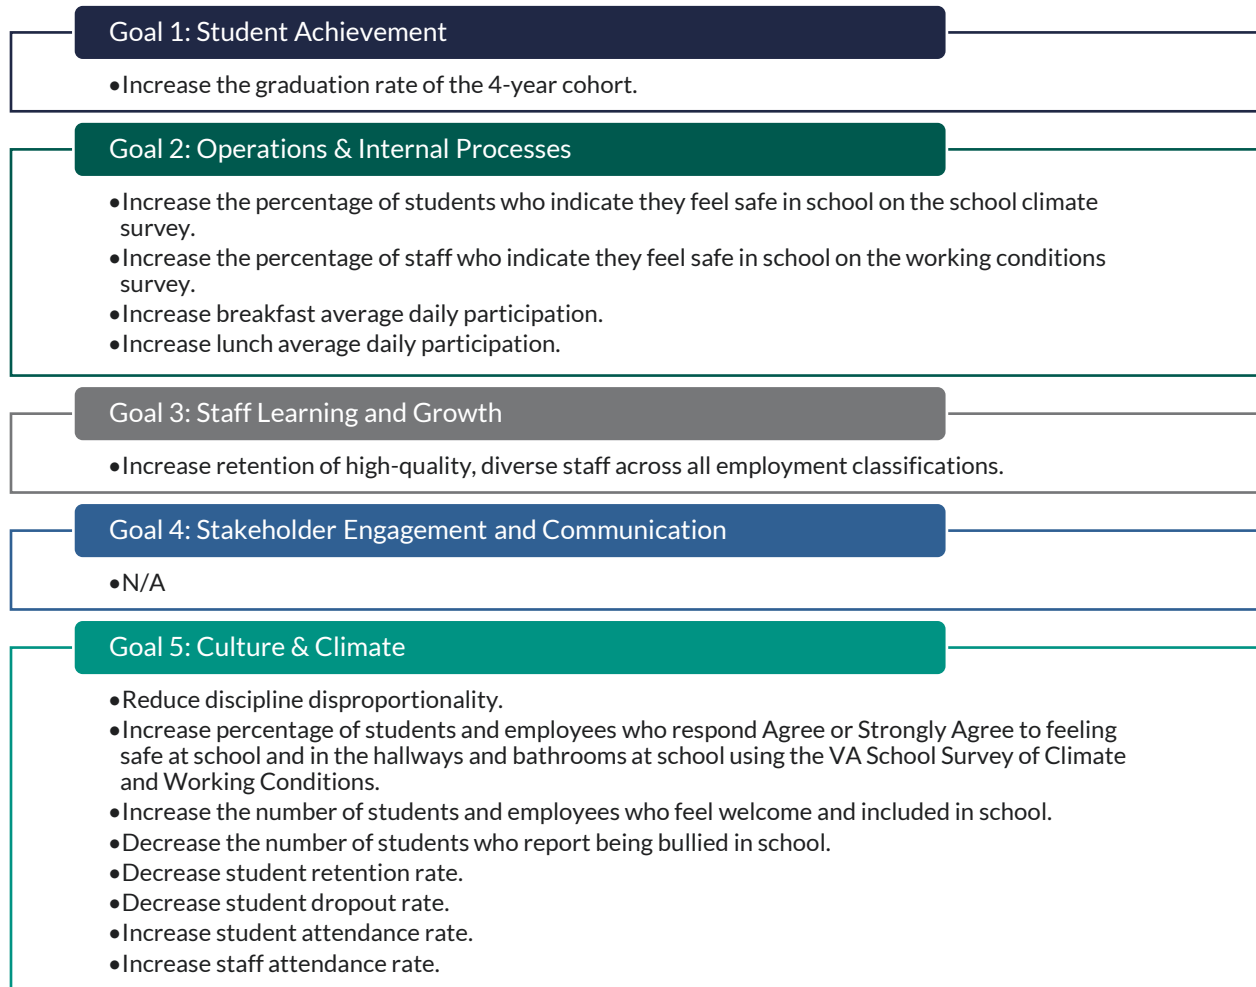 Goal 1: Student Achievement
•Increase the graduation rate of the 4-year cohort.
Goal 2: Operations & Internal Processes
•Increase the percentage of students who indicate they feel safe in school on the school climate
survey.
•Increase the percentage of staff who indicate they feel safe in school on the working conditions
survey.
•Increase breakfast average daily participation.
•Increase lunch average daily participation.
Goal 3: Staff Learning and Growth
•Increase retention of high-quality, diverse staff across all employment classifications.
Goal 4: Stakeholder Engagement and Communication
•N/A
Goal 5: Culture & Climate
•Reduce discipline disproportionality.
•Increase percentage of students and employees who respond Agree or Strongly Agree to feeling
safe at school and in the hallways and bathrooms at school using the VA School Survey of Climate
and Working Conditions.
•Increase the number of students and employees who feel welcome and included in school.
•Decrease the number of students who report being bullied in school.
•Decrease student retention rate.
•Decrease student dropout rate.
•Increase student attendance rate.
•Increase staff attendance rate.